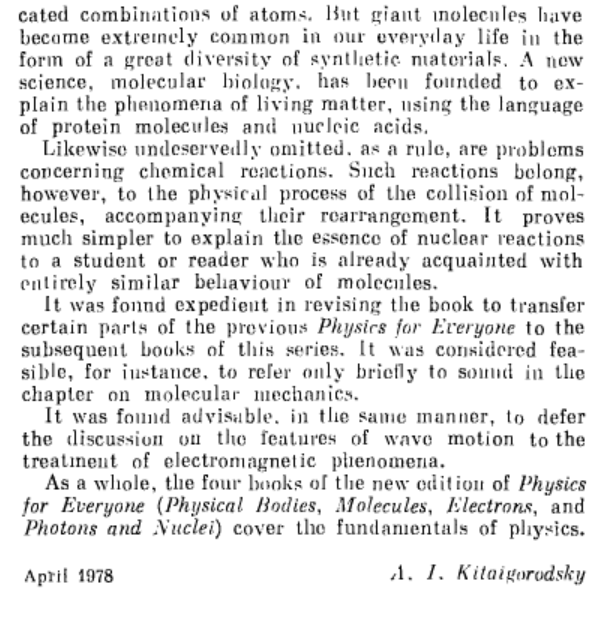 cated combinations of atoms. But giant molecules have
become extremely common in our everyday life in the
form of a great diversity of synthetic materials. A new
science, molecular biology, has been founded to ex-
plain the phenomena of living matter, using the language
of protein molecules and nucleic acids.
Likewise undeservedly omitted, as a rule, are problems
concerning chemical reactions. Such reactions belong,
however, to the physical process of the collision of mol-
ecules, accompanying their rearrangement. It proves
much simpler to explain the essence of nuclear reactions
to a student or reader who is already acquainted with
entirely similar behaviour of molecules.
It was found expedient in revising the book to transfer
certain parts of the previous Physics for Everyone to the
subsequent books of this series. It was considered fea-
sible, for instance, to refer only briefly to sound in the
chapter on molecular mechanics.
It was found advisable, in the same manner, to defer
the discussion on the features of wave motion to the
treatment of electromagnetic phenomena.
As a whole, the four books of the new edition of Physics
for Everyone (Physical Bodies, Molecules, Electrons, and
Photons and Nuclei) cover the fundamentals of physics.
April 1978
A. I. Kitaigorodsky